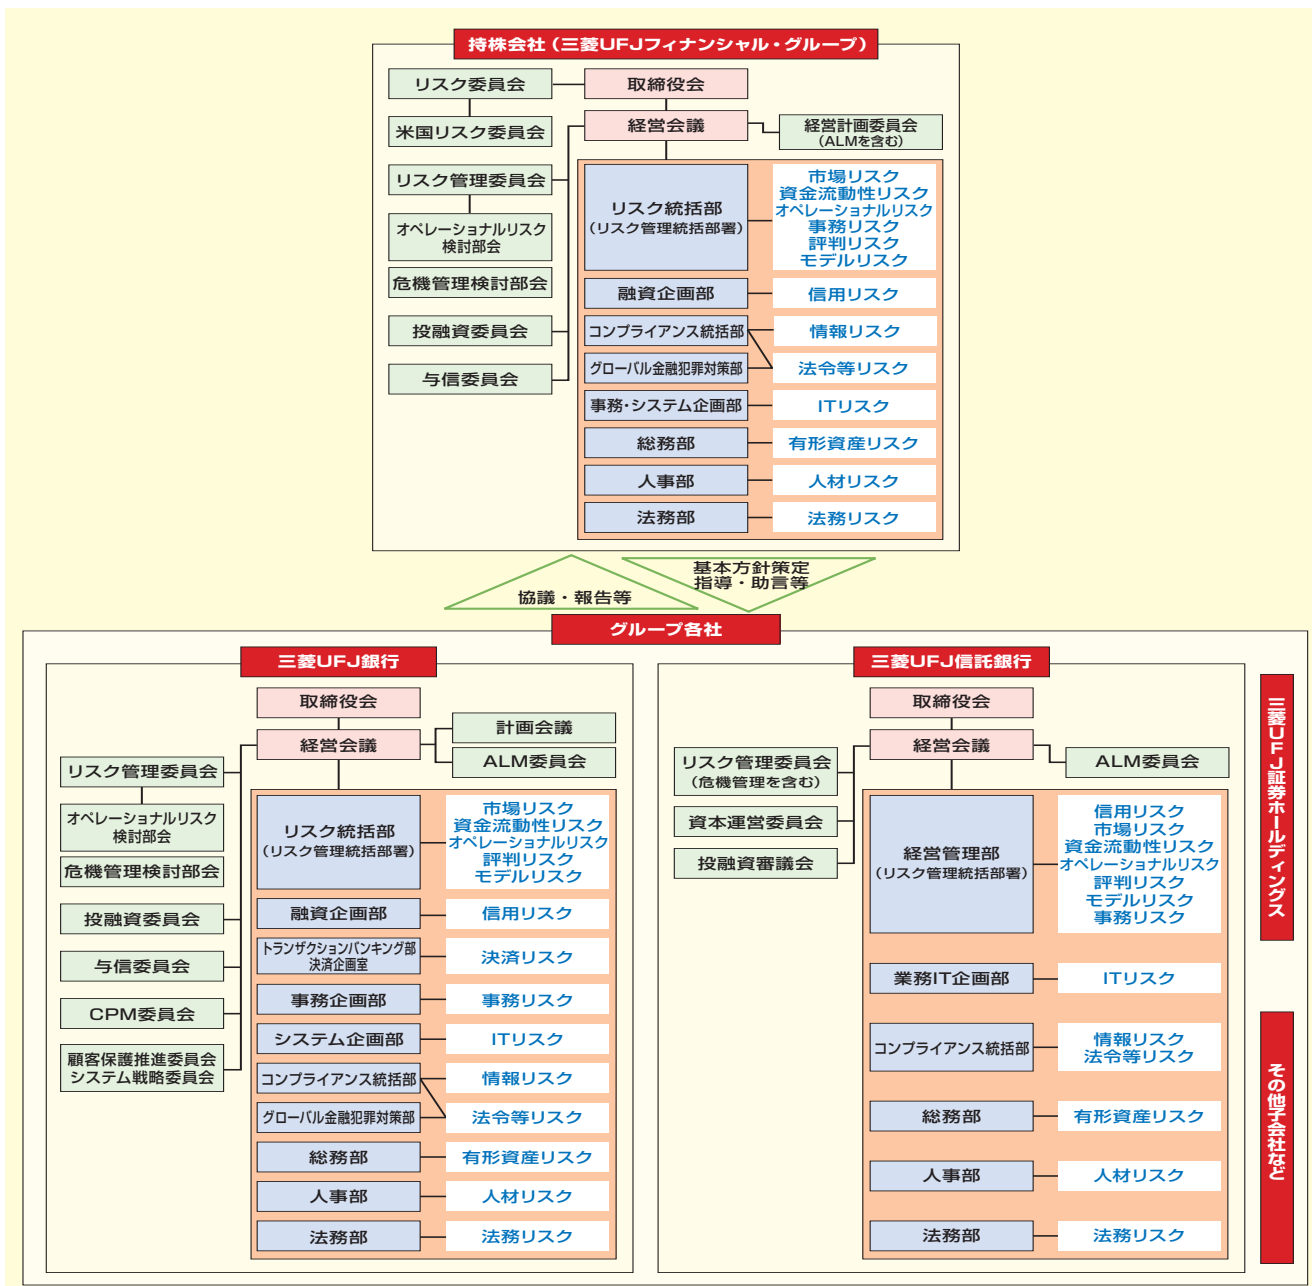 持株会社（三菱UFJフィナンシャル・グループ）
リスク委員会
取締役会
米国リスク委員会
経営会議
経営計画委員会
(ALMを含む)
リスク管理委員会
オペレーショナルリスク
検討部会
危機管理検討部会
投融資委員会
与信委員会
リスク統括部
(リスク管理統括部署)
市場リスク
資金流動性リスク
オペレーショナルリスク
事務リスク
評判リスク
モデルリスク
融資企画部
信用リスク
コンプライアンス統括部
情報リスク
グローバル金融犯罪対策部
法令等リスク
事務・システム企画部
ITリスク
総務部
有形資産リスク
人事部
人材リスク
法務部
法務リスク
協議・報告等
基本方針策定
指導・助言等
グループ各社
三菱UFJ銀行
取締役会
経営会議
計画会議
ALM委員会
リスク管理委員会
オペレーショナルリスク
検討部会
危機管理検討部会
投融資委員会
与信委員会
CPM委員会
顧客保護推進委員会
システム戦略委員会
リスク統括部
(リスク管理統括部署)
市場リスク
資金流動性リスク
オペレーショナルリスク
評判リスク
モデルリスク
融資企画部
信用リスク
トランザクションバンキング部
決済企画室
決済リスク
事務企画部
事務リスク
システム企画部
ITリスク
コンプライアンス統括部
情報リスク
グローバル金融犯罪対策部
法令等リスク
総務部
有形資産リスク
人事部
人材リスク
法務部
法務リスク
三菱UFJ信託銀行
取締役会
経営会議
ALM委員会
リスク管理委員会
(危機管理を含む)
資本運営委員会
投融資審議会
経営管理部
(リスク管理統括部署)
信用リスク
市場リスク
資金流動性リスク
オペレーショナルリスク
評判リスク
モデルリスク
事務リスク
業務IT企画部
ITリスク
コンプライアンス統括部
情報リスク
法令等リスク
総務部
有形資産リスク
人事部
人材リスク
法務部
法務リスク
三菱UFJ証券ホールディングス
その他子会社など